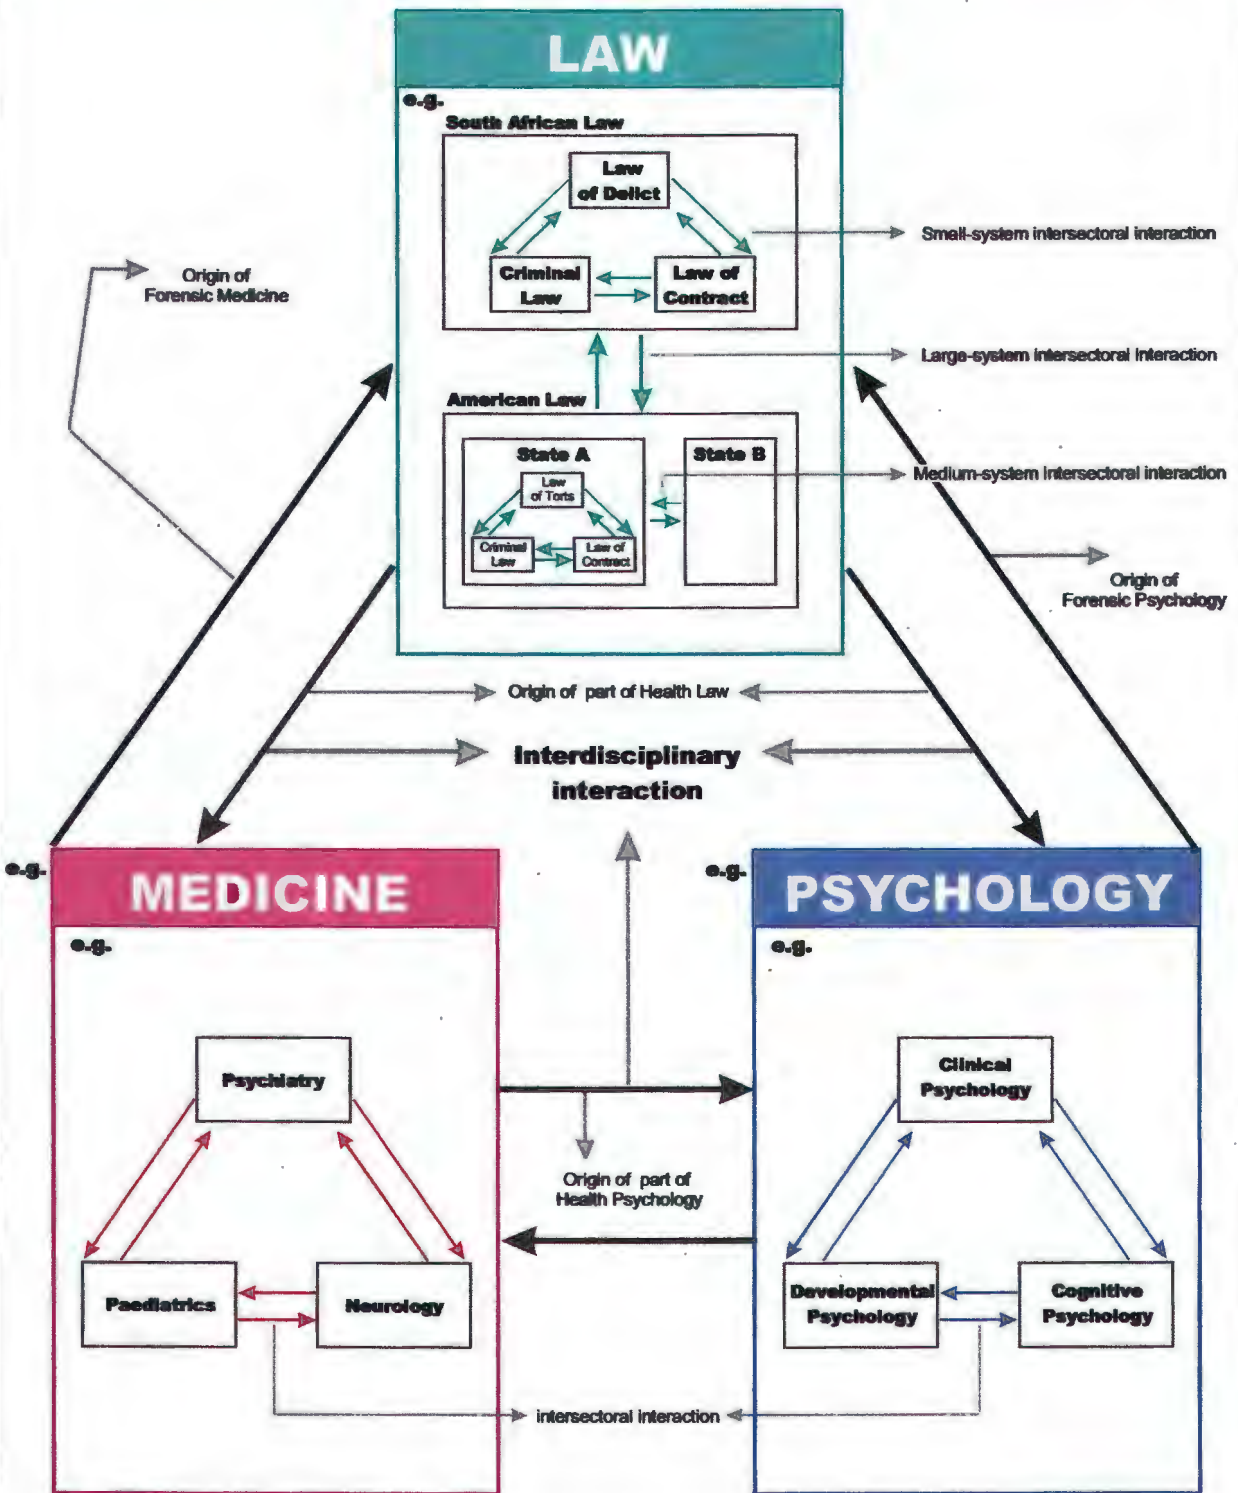 LAW
e.g.
South African Law
Law
of Delict
Criminal
Law
Law of
Contract
Small-system intersectoral interaction
Origin of
Forensic Medicine
Large-system intersectoral interaction
American Law
State A
State B
Law
of Torts
Criminal
Law
Law of
Contract
Medium-system intersectoral interaction
Origin of
Forensic Psychology
Origin of part of Health Law
Interdisciplinary
interaction
e.g.
MEDICINE
e.g.
Psychiatry
Paediatrics
Neurology
Origin of part of
Health Psychology
e.g.
PSYCHOLOGY
e.g.
Clinical
Psychology
Developmental
Psychology
Cognitive
Psychology
intersectoral interaction